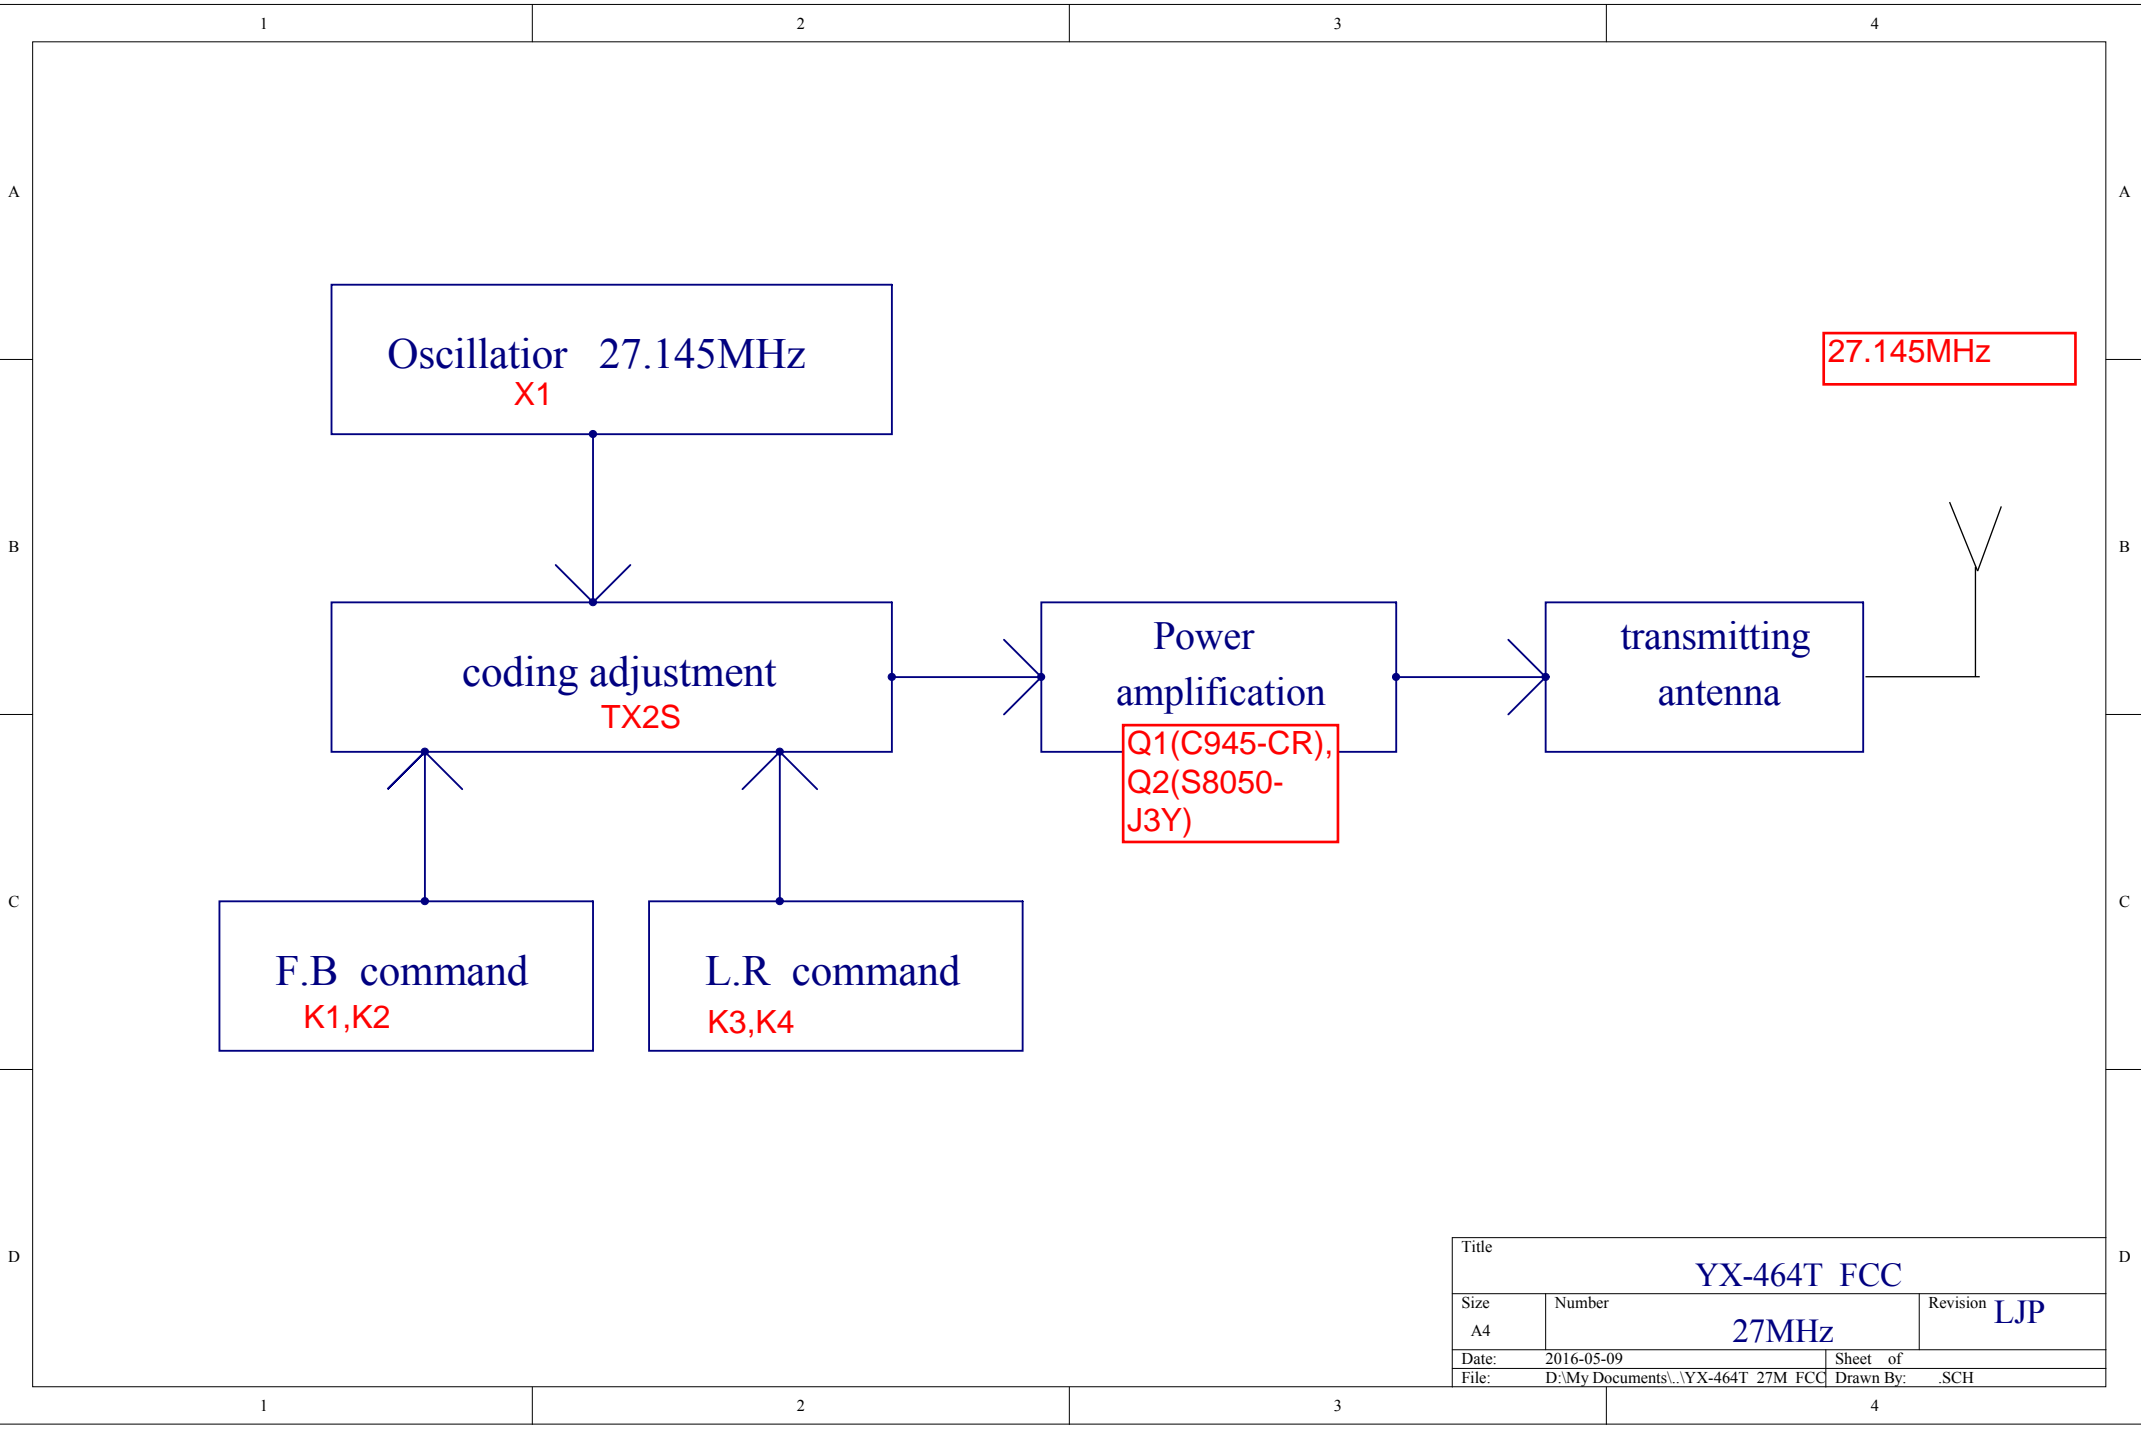 1 2 3 4
A A
Oscillatior 27.145MHz
X1
27.145MHz
B B
coding adjustment
TX2S
Power
amplification
Q1(C945-CR),
Q2(S8050-
J3Y)
transmitting
antenna
C C
F.B command
K1,K2
L.R command
K3,K4
D D
Title
YX-464T FCC
Size Number Revision LJP
A4 27MHz
Date: 2016-05-09 Sheet of
File: D:\My Documents\..\YX-464T 27M FCC Drawn By: .SCH
1 2 3 4